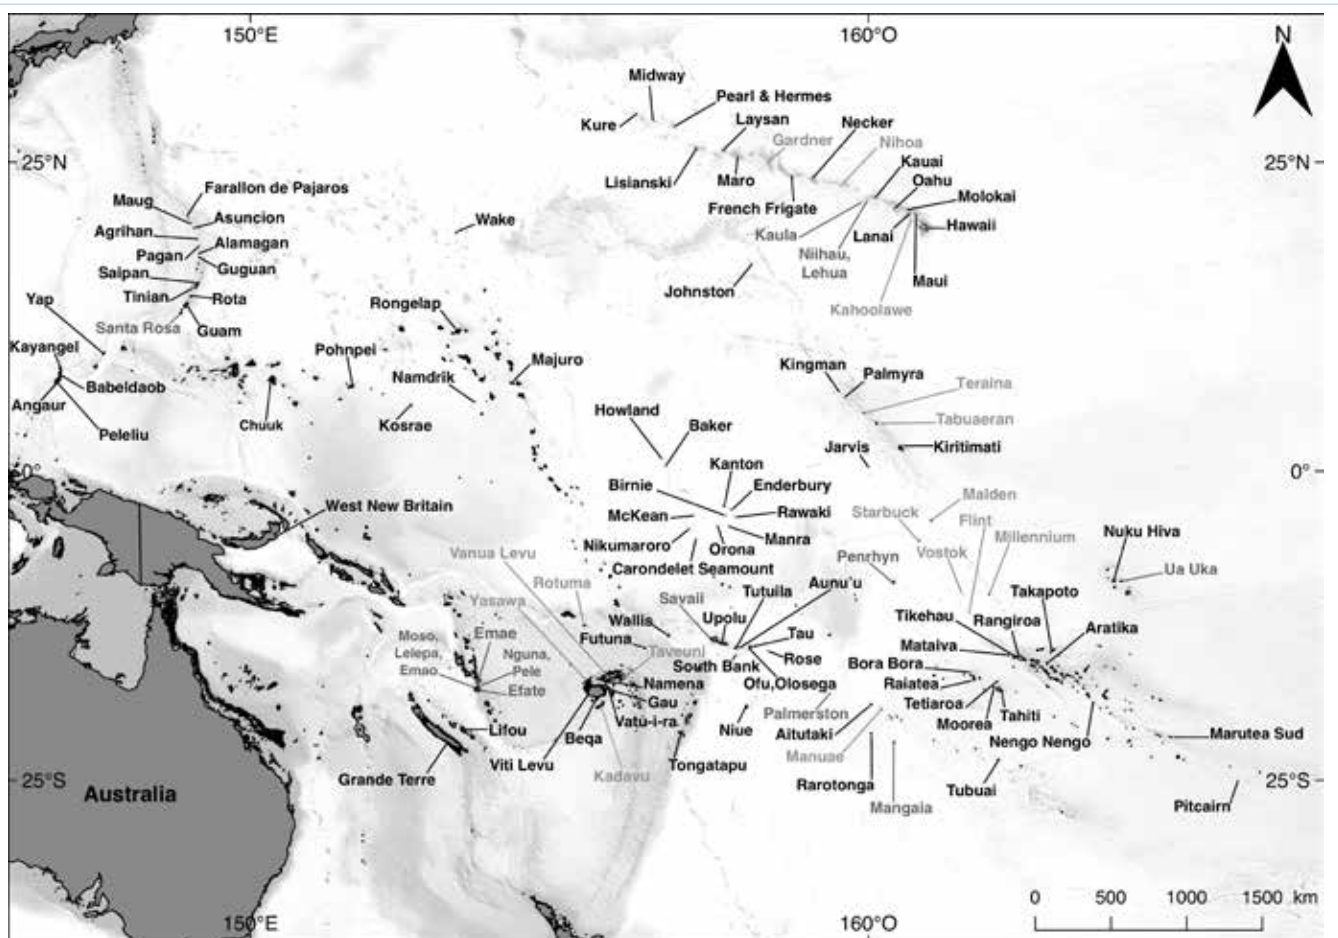 150°E
160°O
N
Midway
Pearl & Hermes
Kure
Laysan
Gardner
Necker
Nihoa
25°N
25°N
Kauai
Lisianski
Maro
Oahu
Molokai
French Frigate
Kaula
Lanai
Hawaii
Niihau,
Lehua
Maui
Kahoolawe
Johnston
Farallon de Pajaros
Maug
Asuncion
Agrihan
Alamagan
Pagan
Guguan
Saipan
Tinian
Rota
Santa Rosa
Guam
Wake
Yap
Kayangel
Babeldaob
Angaur
Peleliu
Chuuk
Pohnpei
Kosrae
Rongelap
Namdrik
Majuro
Kingman
Palmyra
Teraina
Tabuaeran
Jarvis
Kiritimati
Howland
Baker
0°
0°
Kanton
Birnie
Enderbury
McKean
Rawaki
Nikumaroro
Orona
Manra
Carondelet Seamount
Starbuck
Malden
Flint
Vostok
Millennium
Penrhyn
Nuku Hiva
Ua Uka
West New Britain
Vanua Levu
Rotuma
Yasawa
Savaii
Tutuila
Aunu'u
Wallis
Upolu
Futuna
Taveuni
Tau
South Bank
Rose
Ofu,Olosega
Moso,
Lelepa,
Emao
Emae
Nguna,
Pele
Efate
Namena
Gau
Vatu-i-ra
Beqa
Viti Levu
Kadavu
Lifou
Grande Terre
Tongatapu
Niue
Palmerston
Aitutaki
Manuae
Rarotonga
Mangaia
Tikehau
Takapoto
Rangiroa
Aratika
Mataiva
Bora Bora
Raiatea
Tetiaroa
Moorea
Tahiti
Nengo Nengo
Marutea Sud
Tubuai
Pitcairn
25°S
25°S
Australia
0 500 1000 1500 km
150°E
160°O